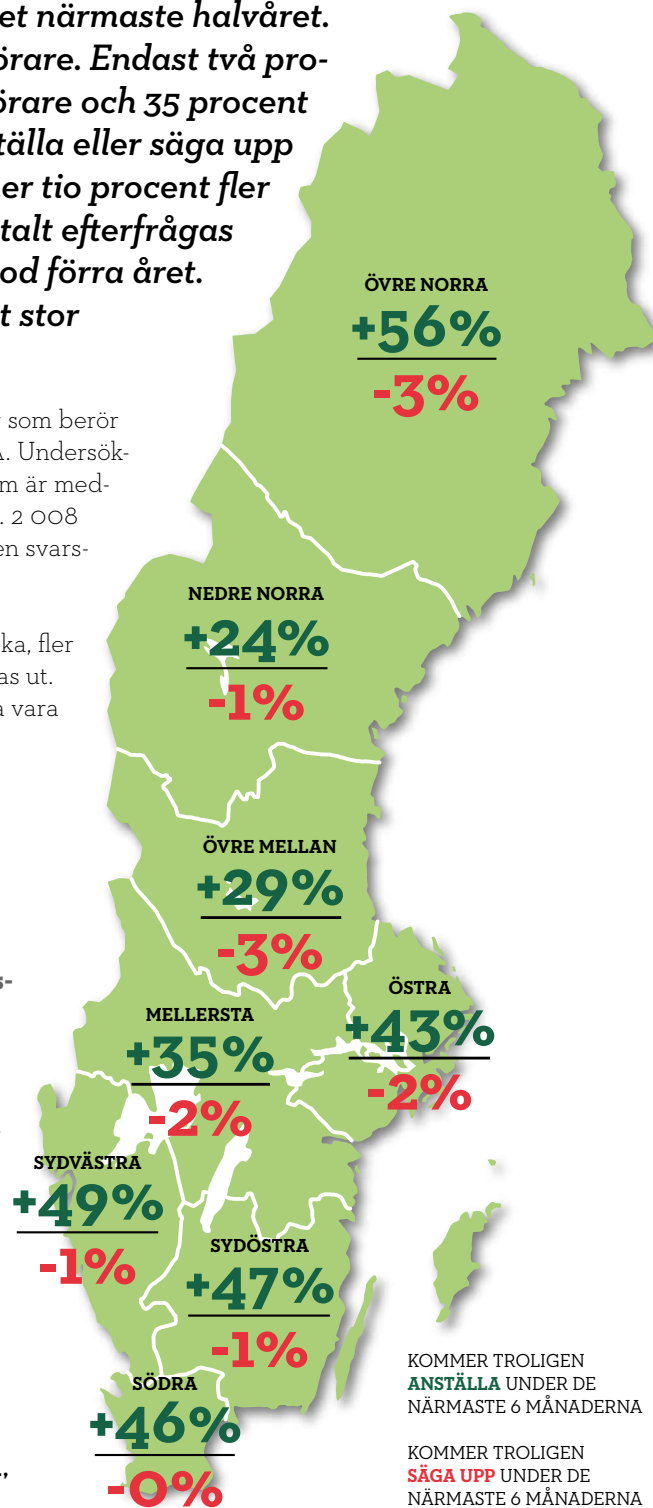 et närmaste halvåret.
örare. Endast två pro-
örare och 35 procent
tälla eller säga upp
er tio procent fler
talt efterfrågas
od förra året.
t stor
som berör
A. Undersök-
m är med-
. 2 008
en svars-
ka, fler
as ut.
a vara
s-
ÖVRE NORRA
+56%
-3%
NEDRE NORRA
+24%
-1%
ÖVRE MELLAN
+29%
-3%
ÖSTRA
+43%
-2%
MELLERSTA
+35%
-2%
SYDVÄSTRA
+49%
-1%
SYDÖSTRA
+47%
-1%
SÖDRA
+46%
-0%
KOMMER TROLIGEN
ANSTÄLLA UNDER DE
NÄRMASTE 6 MÅNADERNA
KOMMER TROLIGEN
SÄGA UPP UNDER DE
NÄRMASTE 6 MÅNADERNA